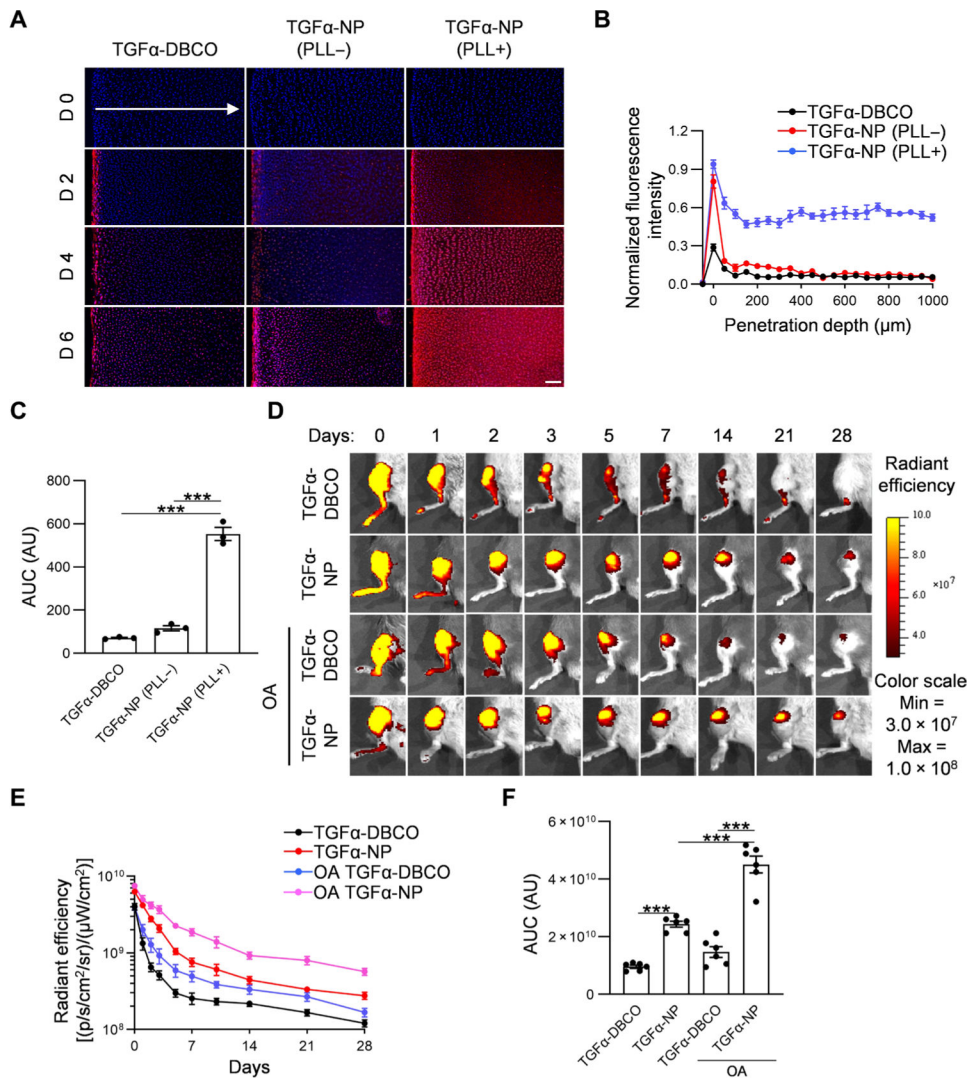 A
TGFα-DBCO
TGFα-NP
(PLL–)
TGFα-NP
(PLL+)
D 0
D 2
D 4
D 6
B
TGFα-DBCO
TGFα-NP (PLL–)
TGFα-NP (PLL+)
Normalized fluorescence
intensity
1.2
0.9
0.6
0.3
0.0
0 200 400 600 800 1000
Penetration depth (µm)
C
AUC (AU)
800
600
400
200
0
***
***
TGFα-DBCO
TGFα-NP (PLL–)
TGFα-NP (PLL+)
D
Days: 0 1 2 3 5 7 14 21 28
TGFα-
DBCO
TGFα-
NP
OA
TGFα-
DBCO
TGFα-
NP
Radiant
efficiency
10.0
8.0
6.0
×10⁷
4.0
Color scale
Min =
3.0 × 10⁷
Max =
1.0 × 10⁸
E
TGFα-DBCO
TGFα-NP
OA TGFα-DBCO
OA TGFα-NP
Radiant efficiency
[(p/s/cm²/sr)/(µW/cm²)]
10¹⁰
10⁹
10⁸
0 7 14 21 28
Days
F
AUC (AU)
6 × 10¹⁰
4 × 10¹⁰
2 × 10¹⁰
0
***
***
***
TGFα-DBCO
TGFα-NP
TGFα-DBCO
TGFα-NP
OA